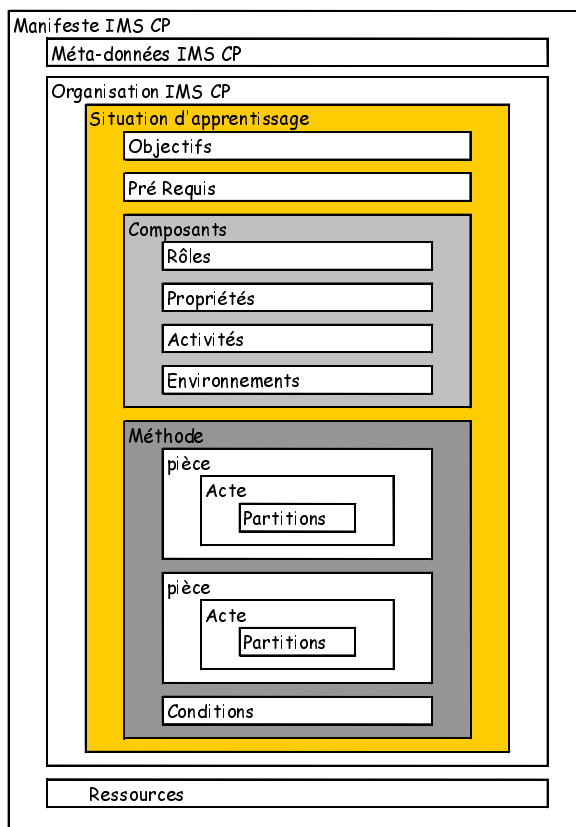 Manifeste IMS CP
Méta-données IMS CP
Organisation IMS CP
Situation d'apprentissage
Objectifs
Pré Requis
Composants
Rôles
Propriétés
Activités
Environnements
Méthode
pièce
Acte
Partitions
pièce
Acte
Partitions
Conditions
Ressources